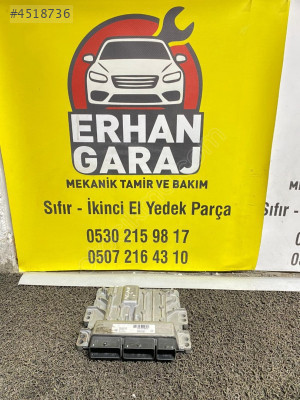 #4518736
ERHAN
GARAJ
MEKANİK TAMİR VE BAKIM
Sıfır - İkinci El Yedek Parça
0530 215 98 17
0507 216 43 10